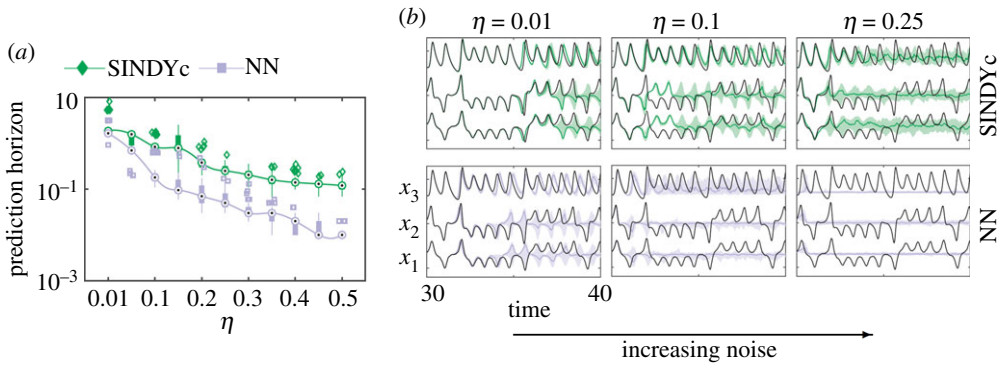 (a)
SINDYc NN
prediction horizon
10
10⁻¹
10⁻³
0.01 0.1 0.2 0.3 0.4 0.5
η
(b)
η = 0.01 η = 0.1 η = 0.25
SINDYc
x₃
x₂
x₁
NN
30 40
time
increasing noise